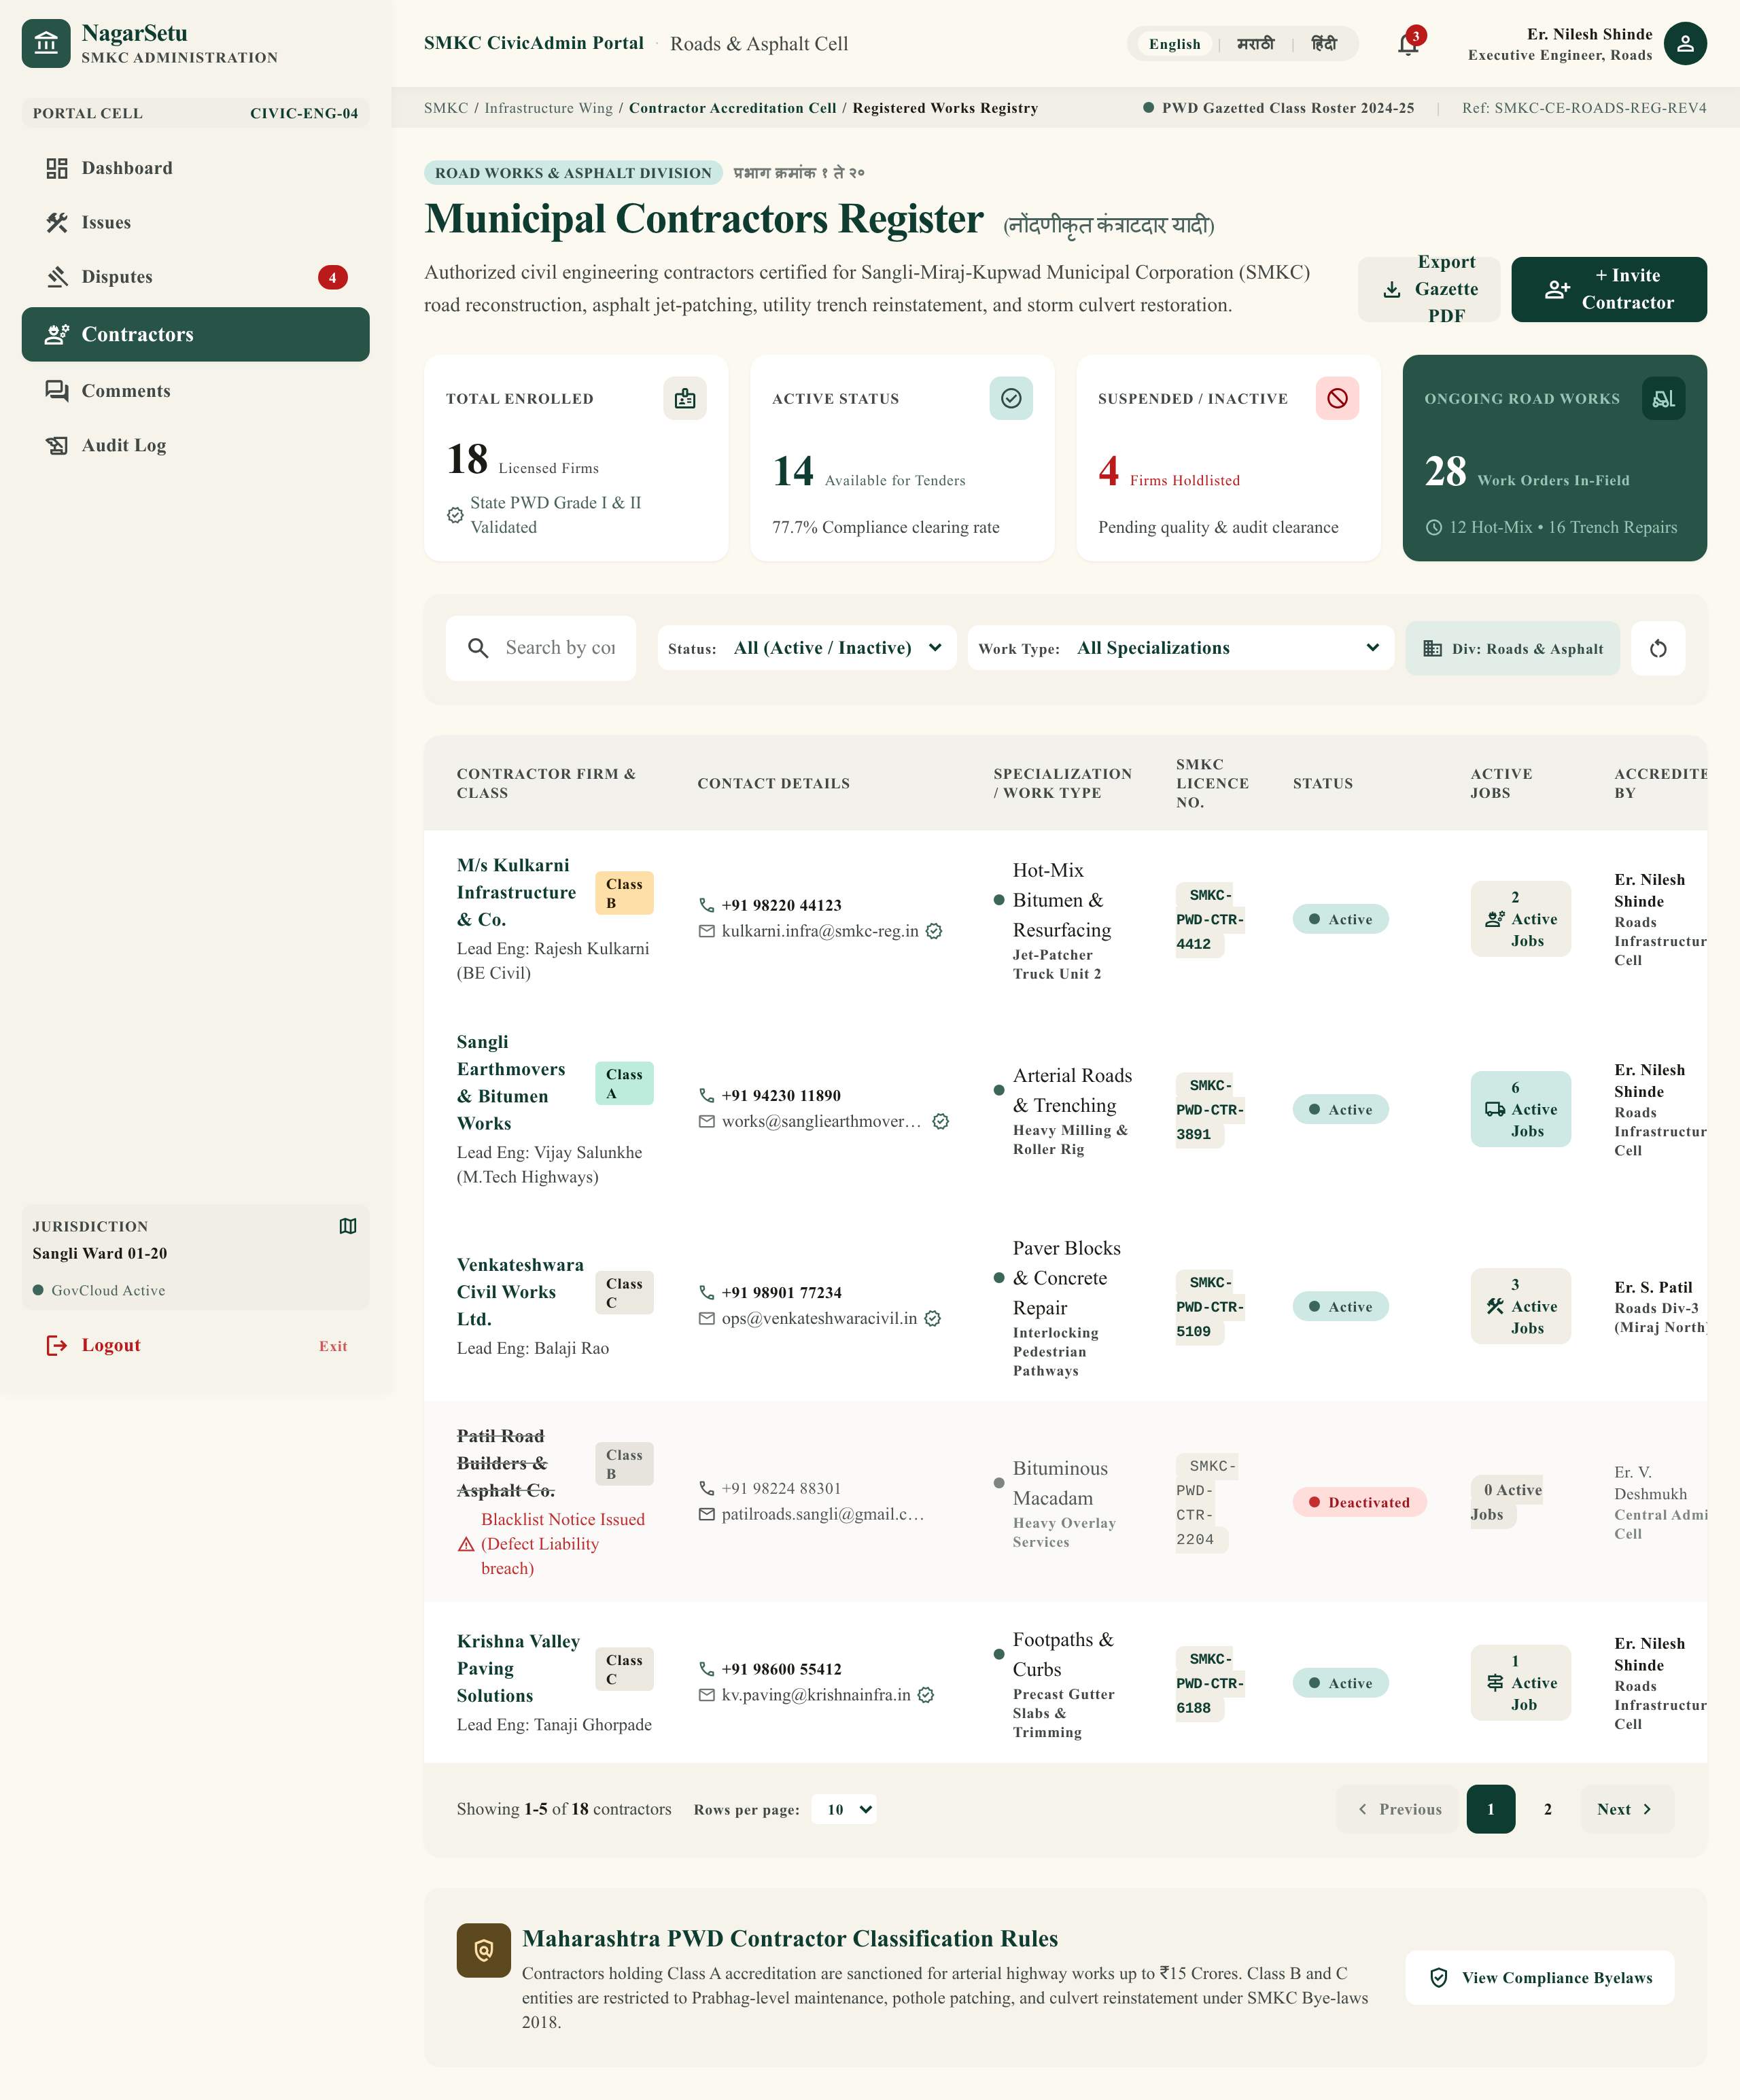 NagarSetu
SMKC ADMINISTRATION
PORTAL CELL CIVIC-ENG-04
Dashboard
Issues
Disputes 4
Contractors
Comments
Audit Log
JURISDICTION
Sangli Ward 01-20
GovCloud Active
Logout Exit
SMKC CivicAdmin Portal · Roads & Asphalt Cell
English | मराठी | हिंदी
3
Er. Nilesh Shinde
Executive Engineer, Roads
SMKC / Infrastructure Wing / Contractor Accreditation Cell / Registered Works Registry
PWD Gazetted Class Roster 2024-25 | Ref: SMKC-CE-ROADS-REG-REV4
ROAD WORKS & ASPHALT DIVISION प्रभाग क्रमांक १ ते २०
Municipal Contractors Register (नोंदणीकृत कंत्राटदार यादी)
Authorized civil engineering contractors certified for Sangli-Miraj-Kupwad Municipal Corporation (SMKC)
road reconstruction, asphalt jet-patching, utility trench reinstatement, and storm culvert restoration.
Export
Gazette
PDF
+ Invite
Contractor
TOTAL ENROLLED
18 Licensed Firms
State PWD Grade I & II
Validated
ACTIVE STATUS
14 Available for Tenders
77.7% Compliance clearing rate
SUSPENDED / INACTIVE
4 Firms Holdlisted
Pending quality & audit clearance
ONGOING ROAD WORKS
28 Work Orders In-Field
12 Hot-Mix • 16 Trench Repairs
Search by co
Status: All (Active / Inactive)
Work Type: All Specializations
Div: Roads & Asphalt
CONTRACTOR FIRM &
CLASS
CONTACT DETAILS
SPECIALIZATION
/ WORK TYPE
SMKC
LICENCE
NO.
STATUS
ACTIVE
JOBS
ACCREDITE
BY
M/s Kulkarni
Infrastructure
& Co.
Class
B
Lead Eng: Rajesh Kulkarni
(BE Civil)
+91 98220 44123
kulkarni.infra@smkc-reg.in
Hot-Mix
Bitumen &
Resurfacing
Jet-Patcher
Truck Unit 2
SMKC-
PWD-CTR-
4412
Active
2
Active
Jobs
Er. Nilesh
Shinde
Roads
Infrastructur
Cell
Sangli
Earthmovers
& Bitumen
Works
Class
A
Lead Eng: Vijay Salunkhe
(M.Tech Highways)
+91 94230 11890
works@sangliearthmover...
Arterial Roads
& Trenching
Heavy Milling &
Roller Rig
SMKC-
PWD-CTR-
3891
Active
6
Active
Jobs
Er. Nilesh
Shinde
Roads
Infrastructur
Cell
Venkateshwara
Civil Works
Ltd.
Class
C
Lead Eng: Balaji Rao
+91 98901 77234
ops@venkateshwaracivil.in
Paver Blocks
& Concrete
Repair
Interlocking
Pedestrian
Pathways
SMKC-
PWD-CTR-
5109
Active
3
Active
Jobs
Er. S. Patil
Roads Div-3
(Miraj North)
Patil Road
Builders &
Asphalt Co.
Class
B
Blacklist Notice Issued
(Defect Liability
breach)
+91 98224 88301
patilroads.sangli@gmail.c...
Bituminous
Macadam
Heavy Overlay
Services
SMKC-
PWD-
CTR-
2204
Deactivated
0 Active
Jobs
Er. V.
Deshmukh
Central Admi
Cell
Krishna Valley
Paving
Solutions
Class
C
Lead Eng: Tanaji Ghorpade
+91 98600 55412
kv.paving@krishnainfra.in
Footpaths &
Curbs
Precast Gutter
Slabs &
Trimming
SMKC-
PWD-CTR-
6188
Active
1
Active
Job
Er. Nilesh
Shinde
Roads
Infrastructur
Cell
Showing 1-5 of 18 contractors Rows per page: 10
Previous 1 2 Next
Maharashtra PWD Contractor Classification Rules
Contractors holding Class A accreditation are sanctioned for arterial highway works up to ₹15 Crores. Class B and C
entities are restricted to Prabhag-level maintenance, pothole patching, and culvert reinstatement under SMKC Bye-laws
2018.
View Compliance Byelaws